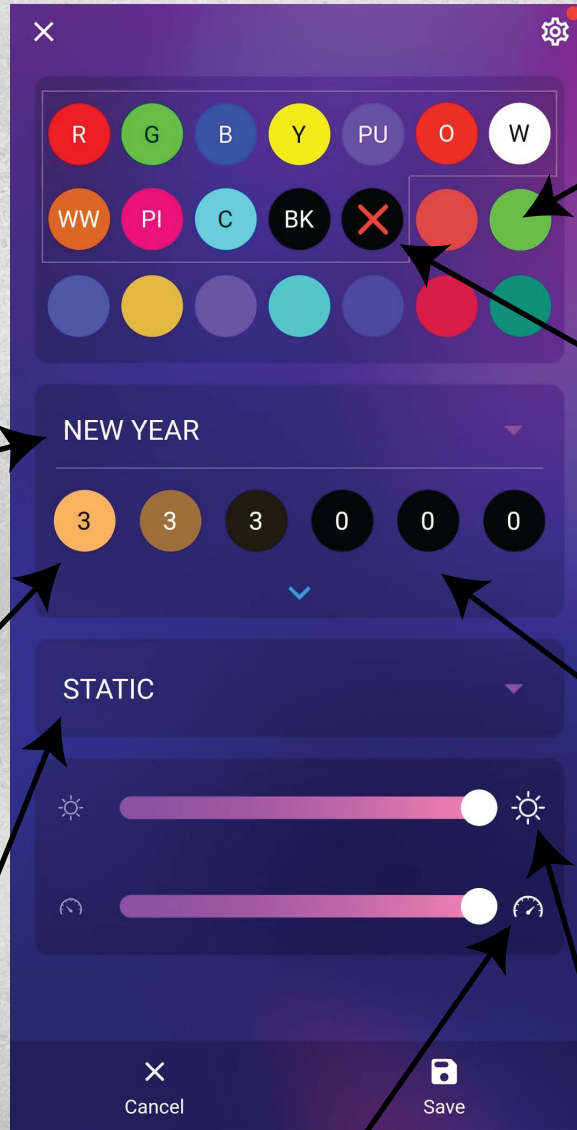 R G B Y PU O W
WW PI C BK
NEW YEAR
3 3 3 0 0 0
STATIC
Cancel Save